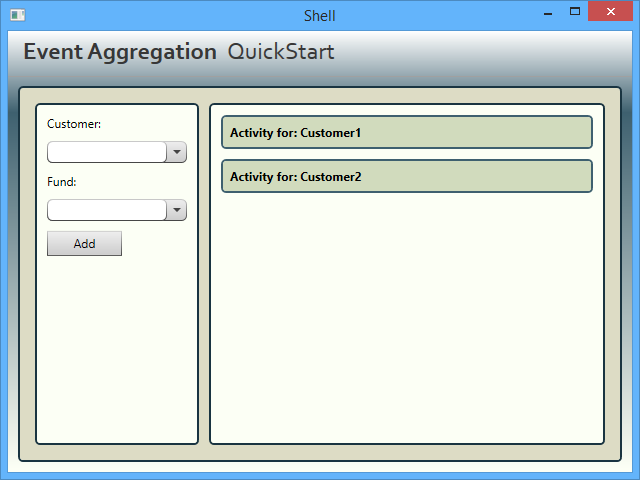 Shell
Event Aggregation QuickStart
Customer:
Fund:
Add
Activity for: Customer1
Activity for: Customer2